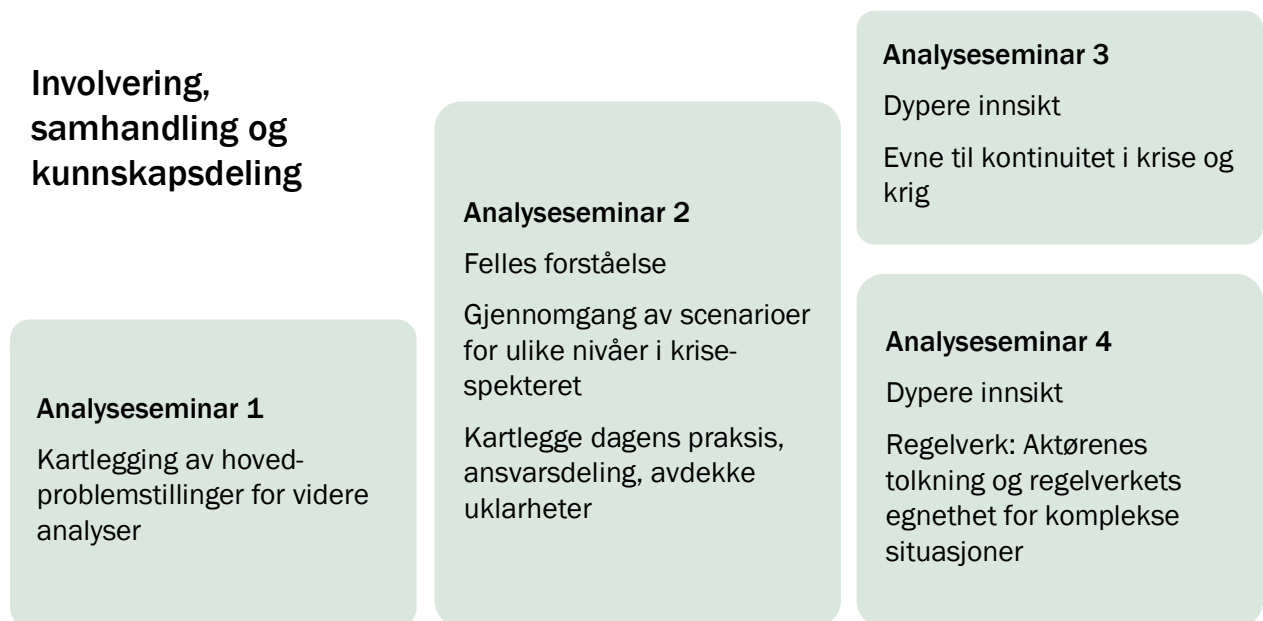 Involvering,
samhandling og
kunnskapsdeling
Analyseseminar 1
Kartlegging av hoved-
problemstillinger for videre
analyser
Analyseseminar 2
Felles forståelse
Gjennomgang av scenarioer
for ulike nivåer i krise-
spekteret
Kartlegge dagens praksis,
ansvarsdeling, avdekke
uklarheter
Analyseseminar 3
Dypere innsikt
Evne til kontinuitet i krise og
krig
Analyseseminar 4
Dypere innsikt
Regelverk: Aktørenes
tolkning og regelverkets
egnethet for komplekse
situasjoner